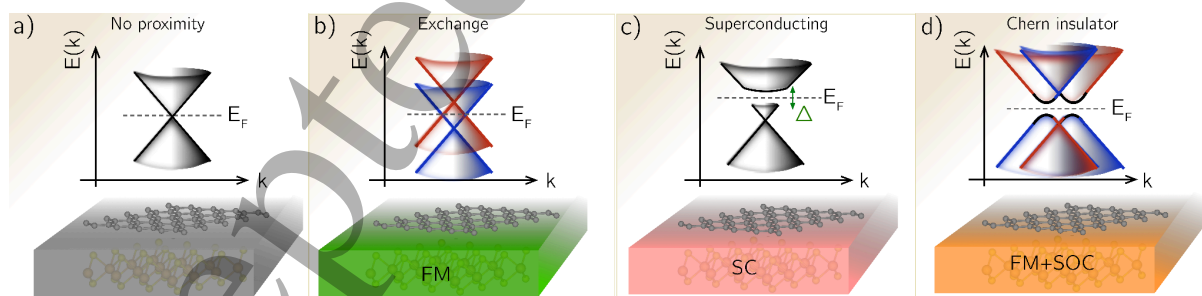 a) No proximity
E(k)
E_F
k
b) Exchange
E(k)
E_F
k
FM
c) Superconducting
E(k)
E_F
Δ
k
SC
d) Chern insulator
E(k)
E_F
k
FM+SOC